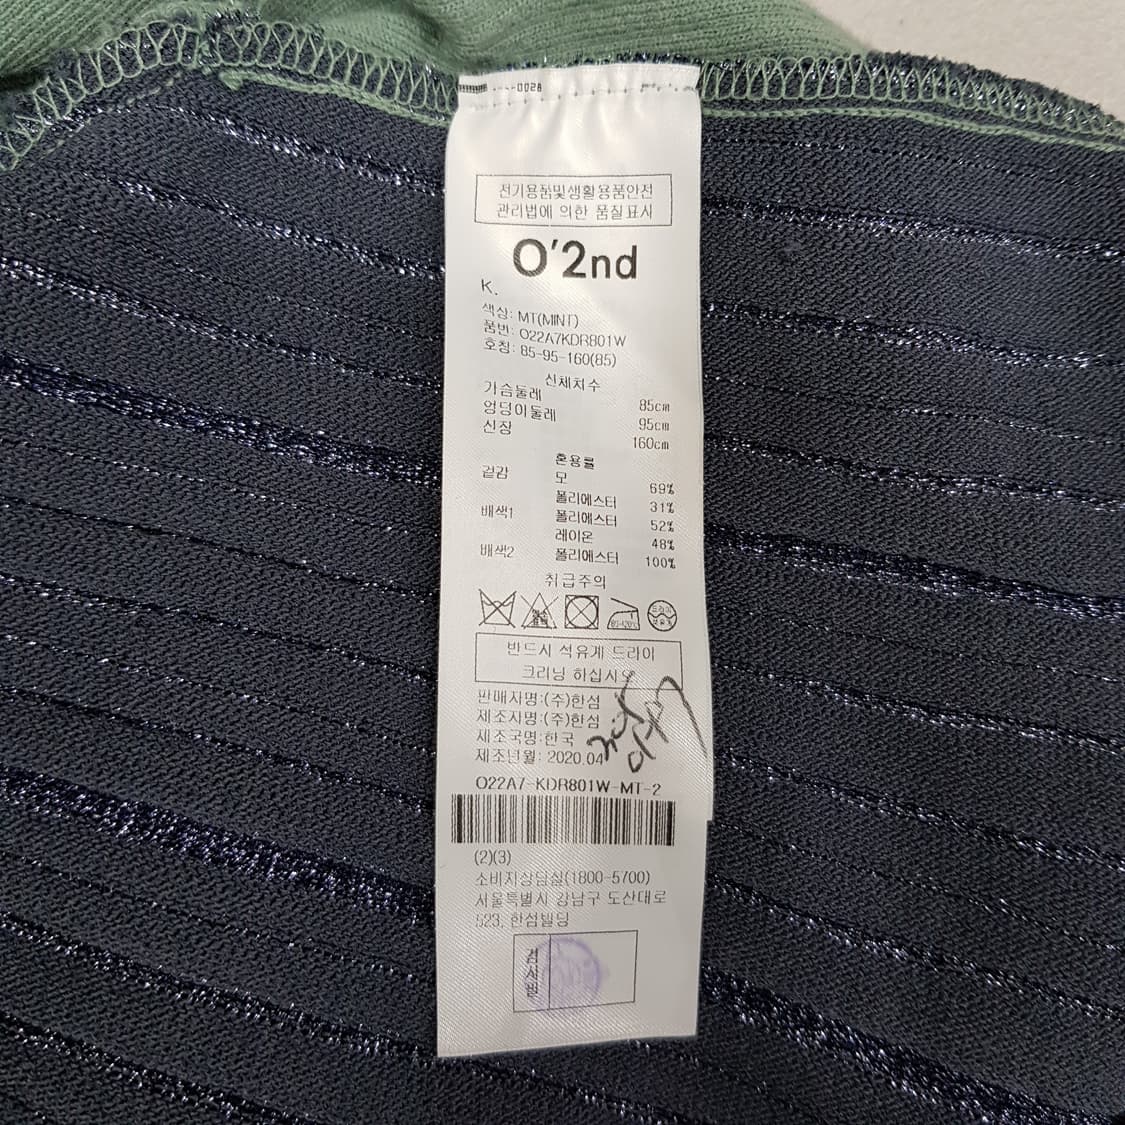 전기용품및생활용품안전
관리법에 의한 품질표시
O'2nd
K.
색상: MT(MINT)
품번: O22A7KDR801W
호칭: 85-95-160(85)
신체치수
가슴둘레 85cm
엉덩이둘레 95cm
신장 160cm
혼용률
겉감 모 69%
폴리에스터 31%
배색1 폴리에스터 52%
레이온 48%
배색2 폴리에스터 100%
취급주의
반드시 석유계 드라이
크리닝 하십시오
판매자명:(주)한섬
제조자명:(주)한섬
제조국명:한국
제조년월: 2020.04
O22A7-KDR801W-MT-2
(2)(3)
소비자상담실(1800-5700)
서울특별시 강남구 도산대로
523, 한섬빌딩
검사필